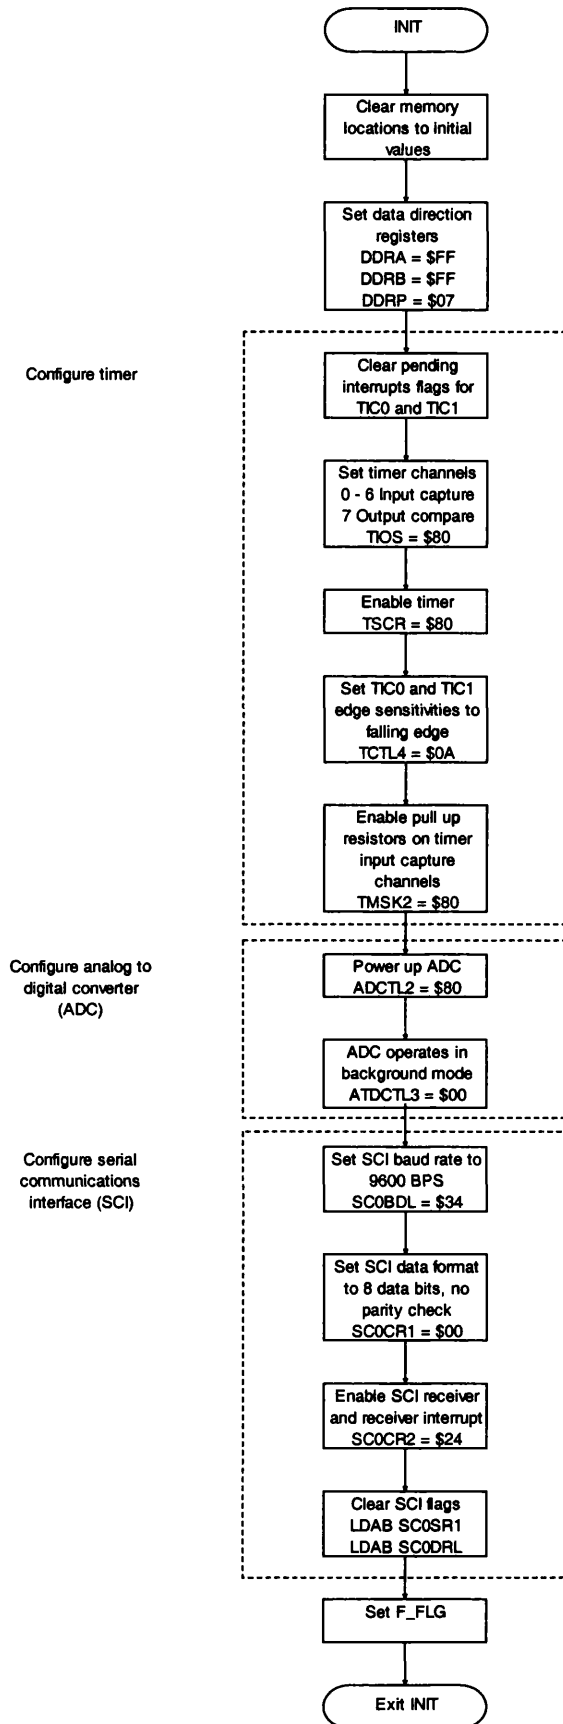 INIT
Clear memory
locations to initial
values
Set data direction
registers
DDRA = $FF
DDRB = $FF
DDRP = $07
Configure timer
Clear pending
interrupts flags for
TIC0 and TIC1
Set timer channels
0 - 6 Input capture
7 Output compare
TIOS = $80
Enable timer
TSCR = $80
Set TIC0 and TIC1
edge sensitivities to
falling edge
TCTL4 = $0A
Enable pull up
resistors on timer
input capture
channels
TMSK2 = $80
Configure analog to
digital converter
(ADC)
Power up ADC
ADCTL2 = $80
ADC operates in
background mode
ATDCTL3 = $00
Configure serial
communications
interface (SCI)
Set SCI baud rate to
9600 BPS
SC0BDL = $34
Set SCI data format
to 8 data bits, no
parity check
SC0CR1 = $00
Enable SCI receiver
and receiver interrupt
SC0CR2 = $24
Clear SCI flags
LDAB SC0SR1
LDAB SC0DRL
Set F_FLG
Exit INIT